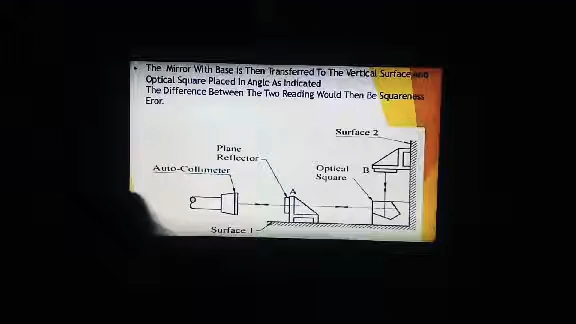 The Mirror With Base Is Then Transferred To The Vertical Surface And
Optical Square Placed In Angle As Indicated
The Difference Between The Two Reading Would Then Be Squareness
Eror.
Surface 2
Plane
Reflector
Auto-Collimeter
Optical
Square
B
A
Surface 1